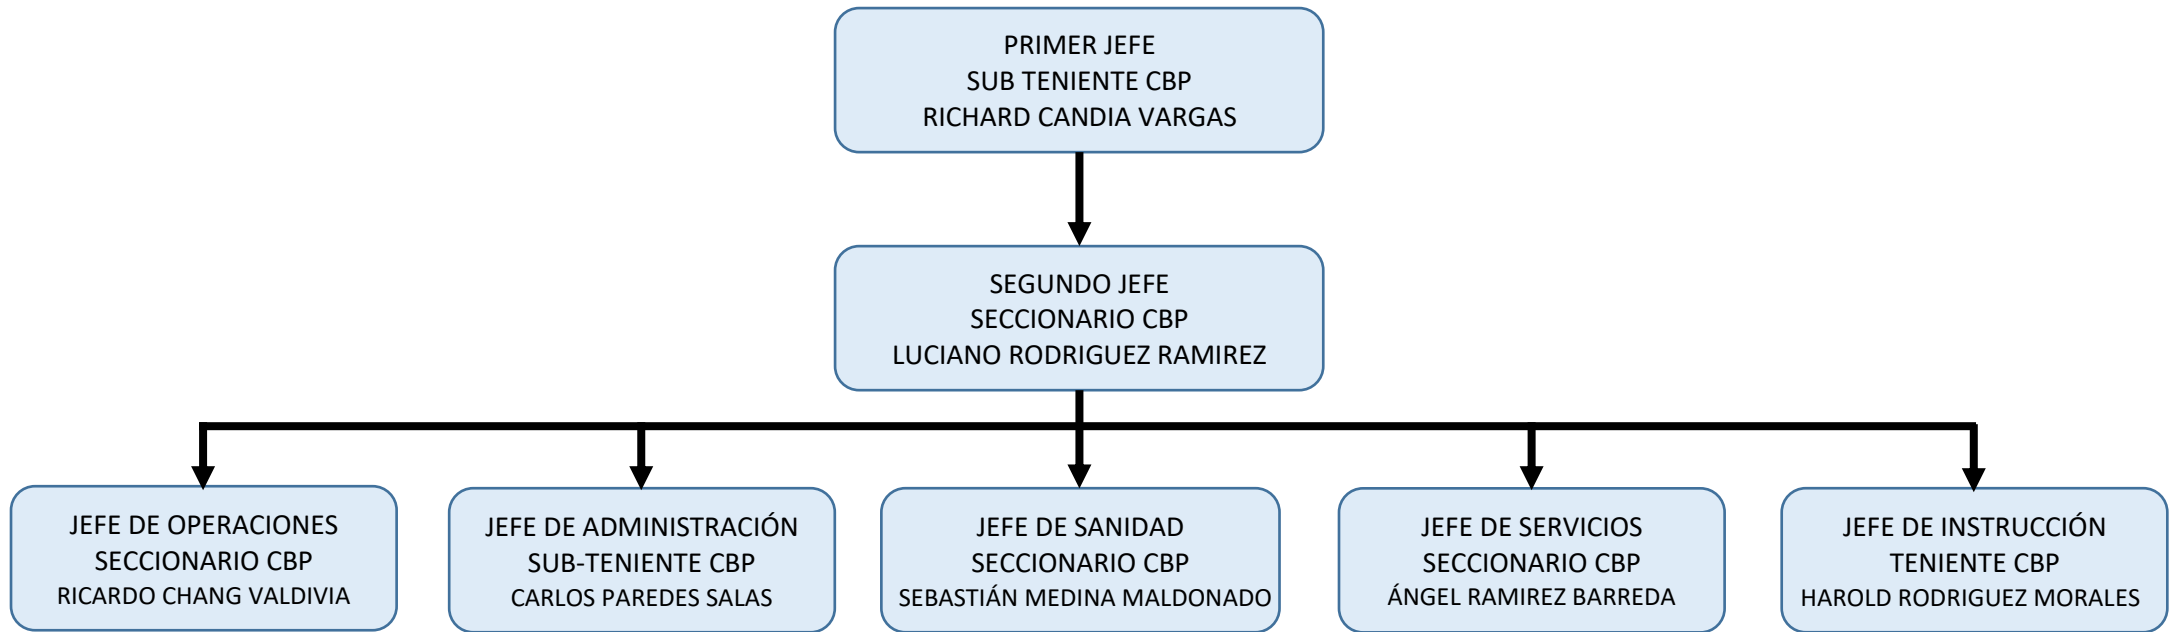 PRIMER JEFE
SUB TENIENTE CBP
RICHARD CANDIA VARGAS
SEGUNDO JEFE
SECCIONARIO CBP
LUCIANO RODRIGUEZ RAMIREZ
JEFE DE OPERACIONES
SECCIONARIO CBP
RICARDO CHANG VALDIVIA
JEFE DE ADMINISTRACIÓN
SUB-TENIENTE CBP
CARLOS PAREDES SALAS
JEFE DE SANIDAD
SECCIONARIO CBP
SEBASTIÁN MEDINA MALDONADO
JEFE DE SERVICIOS
SECCIONARIO CBP
ÁNGEL RAMIREZ BARREDA
JEFE DE INSTRUCCIÓN
TENIENTE CBP
HAROLD RODRIGUEZ MORALES